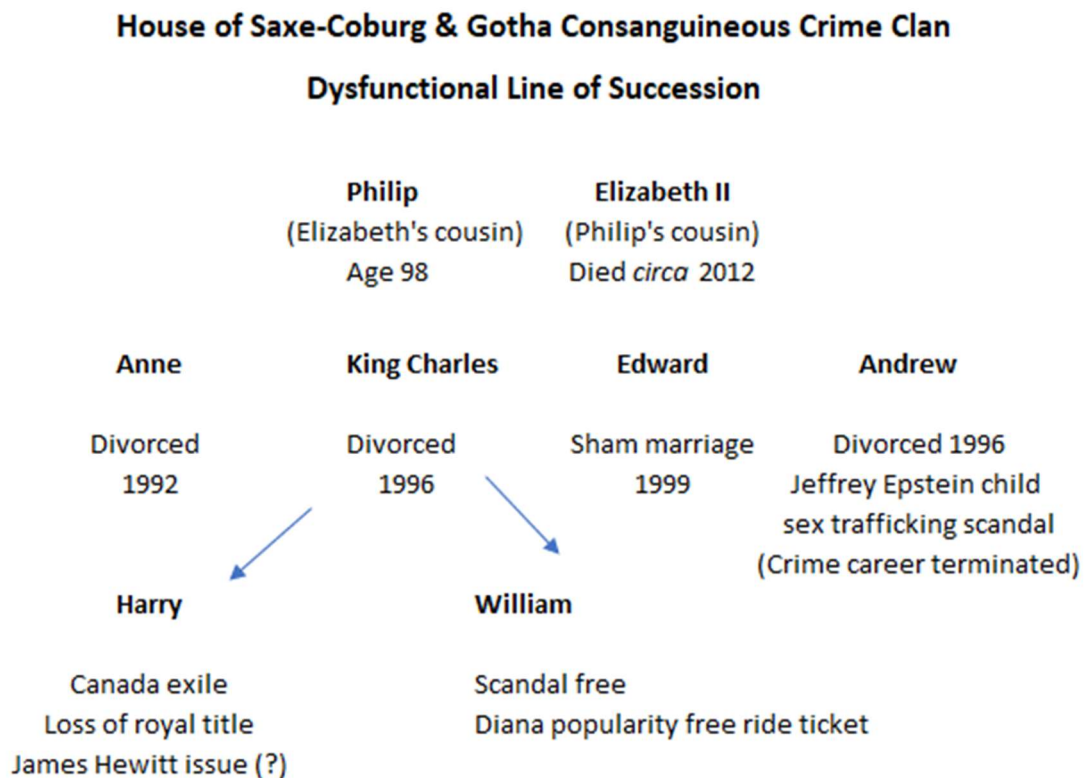 House of Saxe-Coburg & Gotha Consanguineous Crime Clan
Dysfunctional Line of Succession
Philip Elizabeth II
(Elizabeth's cousin) (Philip's cousin)
Age 98 Died circa 2012
Anne King Charles Edward Andrew
Divorced Divorced Sham marriage Divorced 1996
1992 1996 1999 Jeffrey Epstein child
sex trafficking scandal
(Crime career terminated)
Harry William
Canada exile Scandal free
Loss of royal title Diana popularity free ride ticket
James Hewitt issue (?)